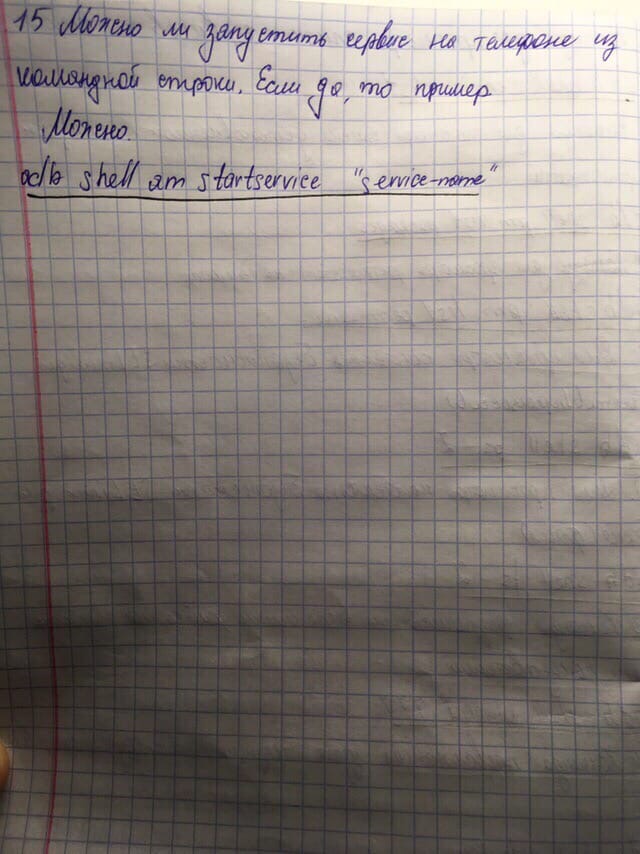 15 Можно ли запустить сервис на телефоне из
командной строки. Если да, то пример
Можно.
adb shell am startservice "service-name"